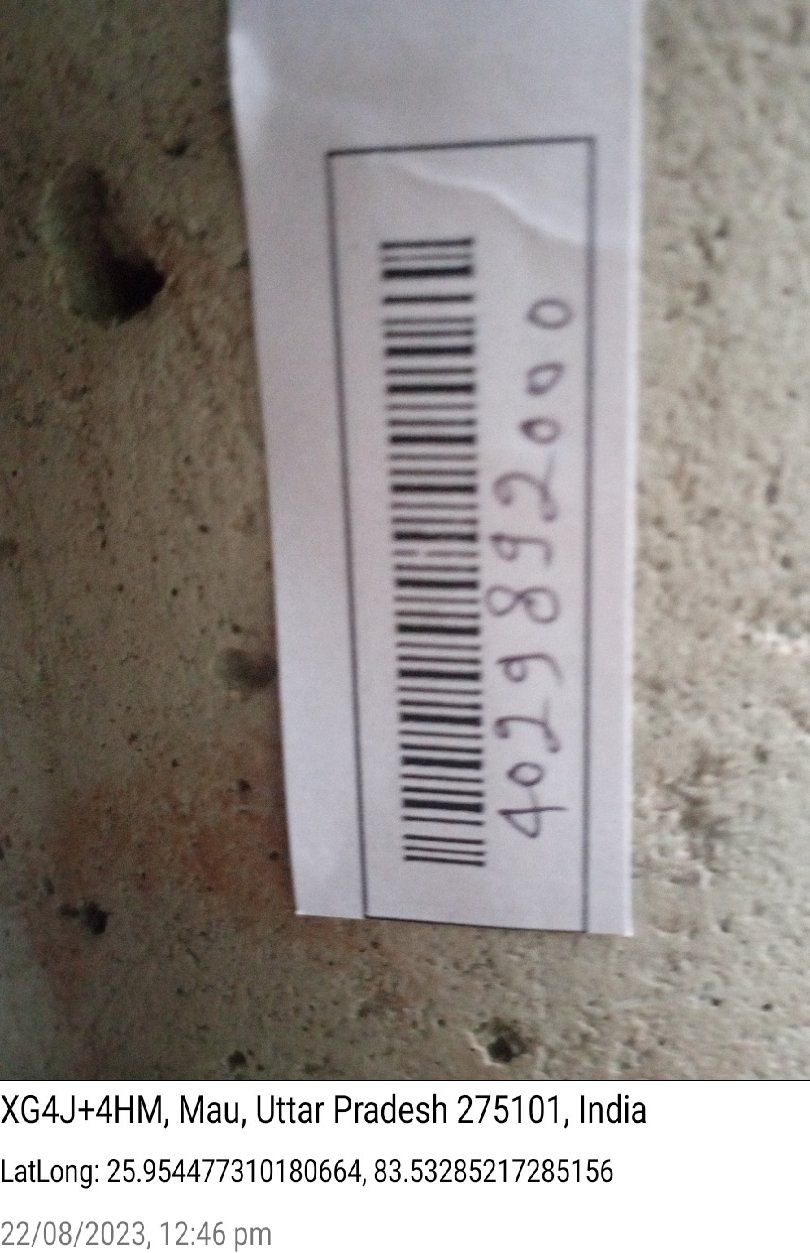 4029892000
XG4J+4HM, Mau, Uttar Pradesh 275101, India
LatLong: 25.954477310180664, 83.53285217285156
22/08/2023, 12:46 pm